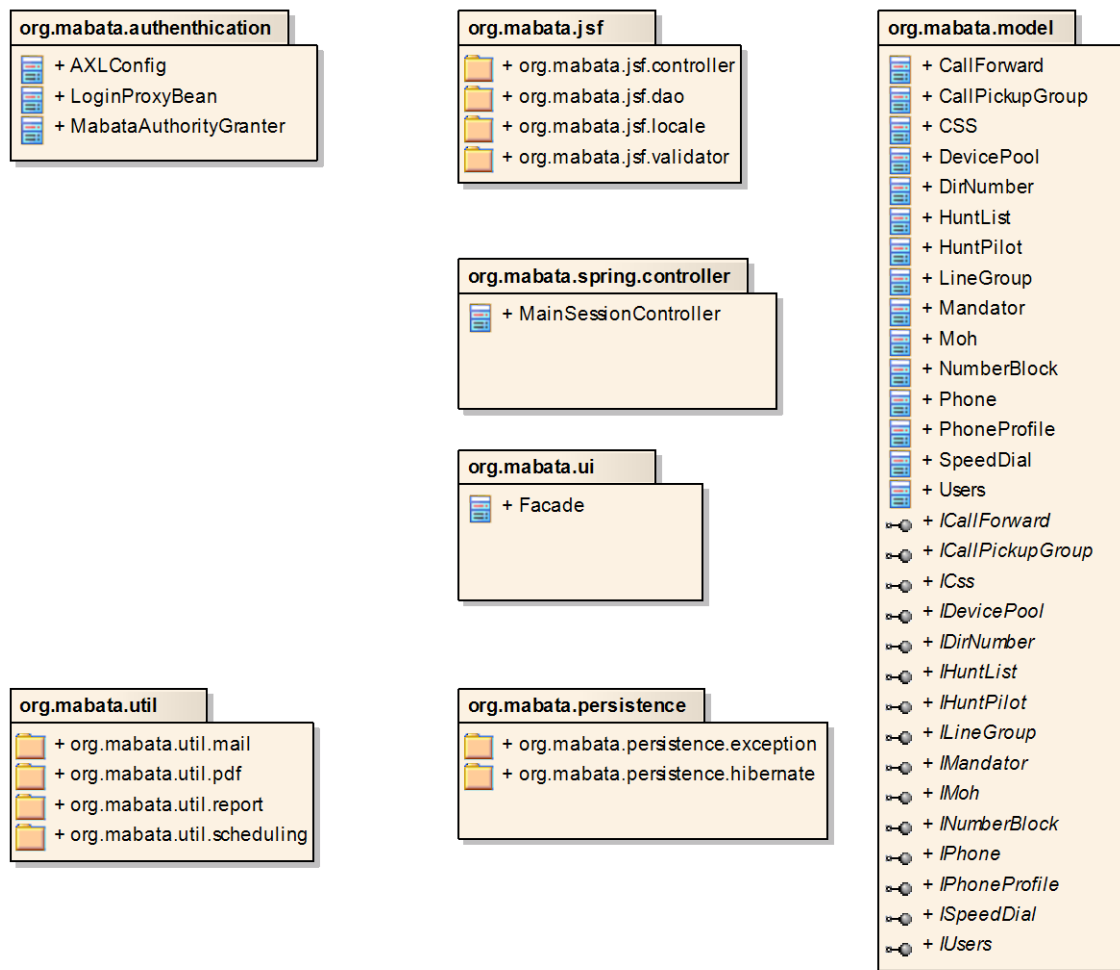 org.mabata.authenthication
+ AXLConfig
+ LoginProxyBean
+ MabataAuthorityGranter
org.mabata.jsf
+ org.mabata.jsf.controller
+ org.mabata.jsf.dao
+ org.mabata.jsf.locale
+ org.mabata.jsf.validator
org.mabata.spring.controller
+ MainSessionController
org.mabata.ui
+ Facade
org.mabata.util
+ org.mabata.util.mail
+ org.mabata.util.pdf
+ org.mabata.util.report
+ org.mabata.util.scheduling
org.mabata.persistence
+ org.mabata.persistence.exception
+ org.mabata.persistence.hibernate
org.mabata.model
+ CallForward
+ CallPickupGroup
+ CSS
+ DevicePool
+ DirNumber
+ HuntList
+ HuntPilot
+ LineGroup
+ Mandator
+ Moh
+ NumberBlock
+ Phone
+ PhoneProfile
+ SpeedDial
+ Users
+ ICallForward
+ ICallPickupGroup
+ ICss
+ IDevicePool
+ IDirNumber
+ IHuntList
+ IHuntPilot
+ ILineGroup
+ IMandator
+ IMoh
+ INumberBlock
+ IPhone
+ IPhoneProfile
+ ISpeedDial
+ IUsers